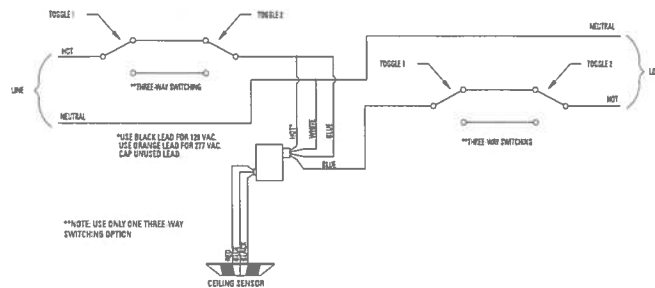 TOGGLE 1
TOGGLE 2
HOT
LINE
**THREE-WAY SWITCHING
NEUTRAL
NEUTRAL
TOGGLE 1
TOGGLE 2
HOT
**THREE-WAY SWITCHING
*USE BLACK LEAD FOR 120 VAC.
USE ORANGE LEAD FOR 277 VAC.
CAP UNUSED LEAD.
HOT*
WHITE
BLUE
BLUE
**NOTE: USE ONLY ONE THREE-WAY
SWITCHING OPTION
RED
BLUE
BLACK
CEILING SENSOR